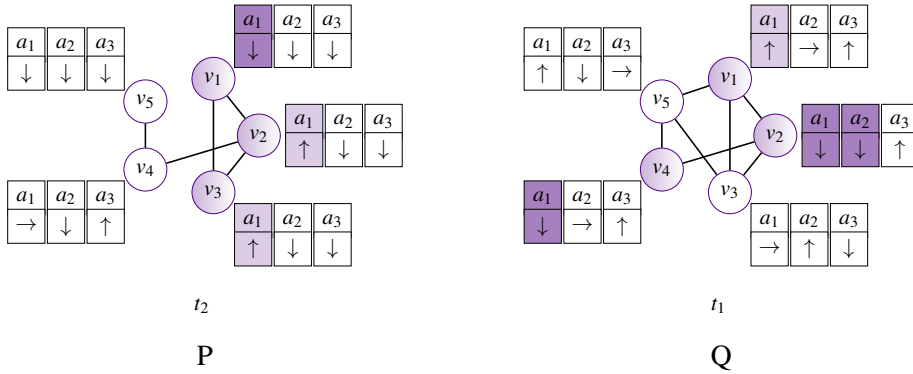 a1 a2 a3
↓ ↓ ↓
a1 a2 a3
↓ ↓ ↓
v1
v5
v2
a1 a2 a3
↑ ↓ ↓
v4
v3
a1 a2 a3
→ ↓ ↑
a1 a2 a3
↑ ↓ ↓
t2
P
a1 a2 a3
↑ → ↑
a1 a2 a3
↑ ↓ →
v1
v5
v2
a1 a2 a3
↓ ↓ ↑
v4
v3
a1 a2 a3
↓ → ↑
a1 a2 a3
→ ↑ ↓
t1
Q